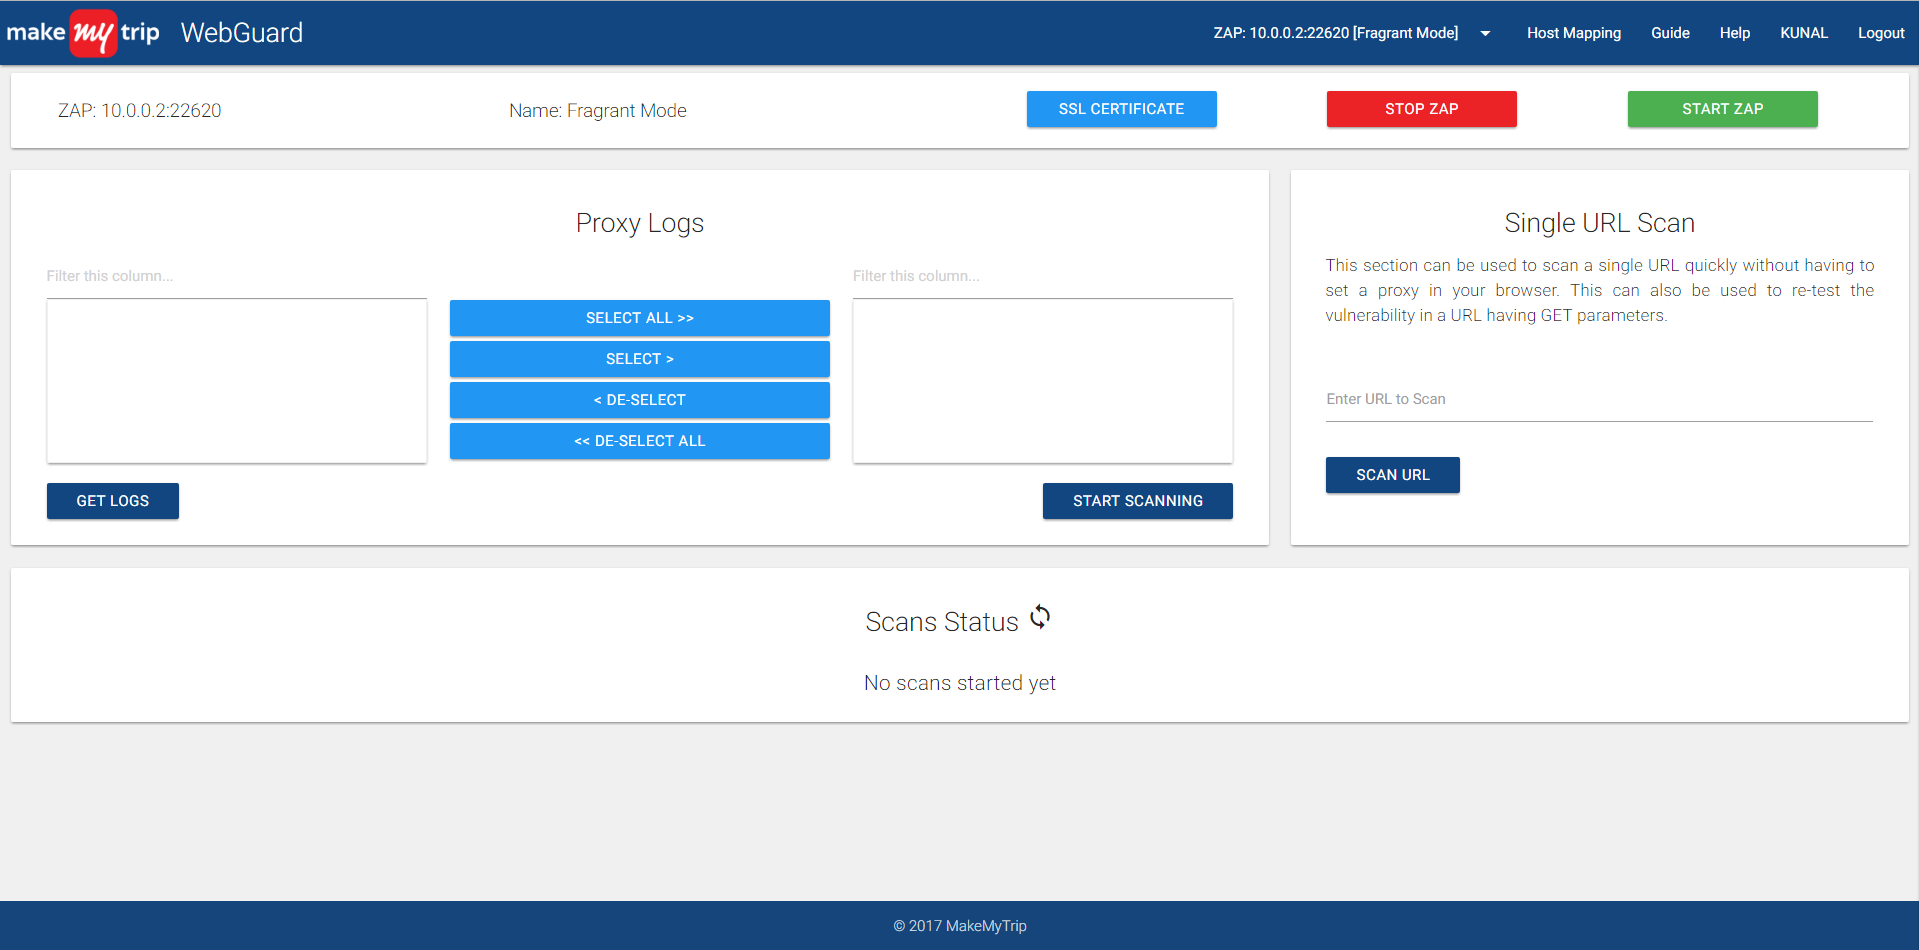 make my trip WebGuard ZAP: 10.0.0.2:22620 [Fragrant Mode] Host Mapping Guide Help KUNAL Logout
ZAP: 10.0.0.2:22620 Name: Fragrant Mode SSL CERTIFICATE STOP ZAP START ZAP
Proxy Logs
Filter this column...
Filter this column...
SELECT ALL >>
SELECT >
< DE-SELECT
<< DE-SELECT ALL
GET LOGS
START SCANNING
Single URL Scan
This section can be used to scan a single URL quickly without having to
set a proxy in your browser. This can also be used to re-test the
vulnerability in a URL having GET parameters.
Enter URL to Scan
SCAN URL
Scans Status
No scans started yet
© 2017 MakeMyTrip